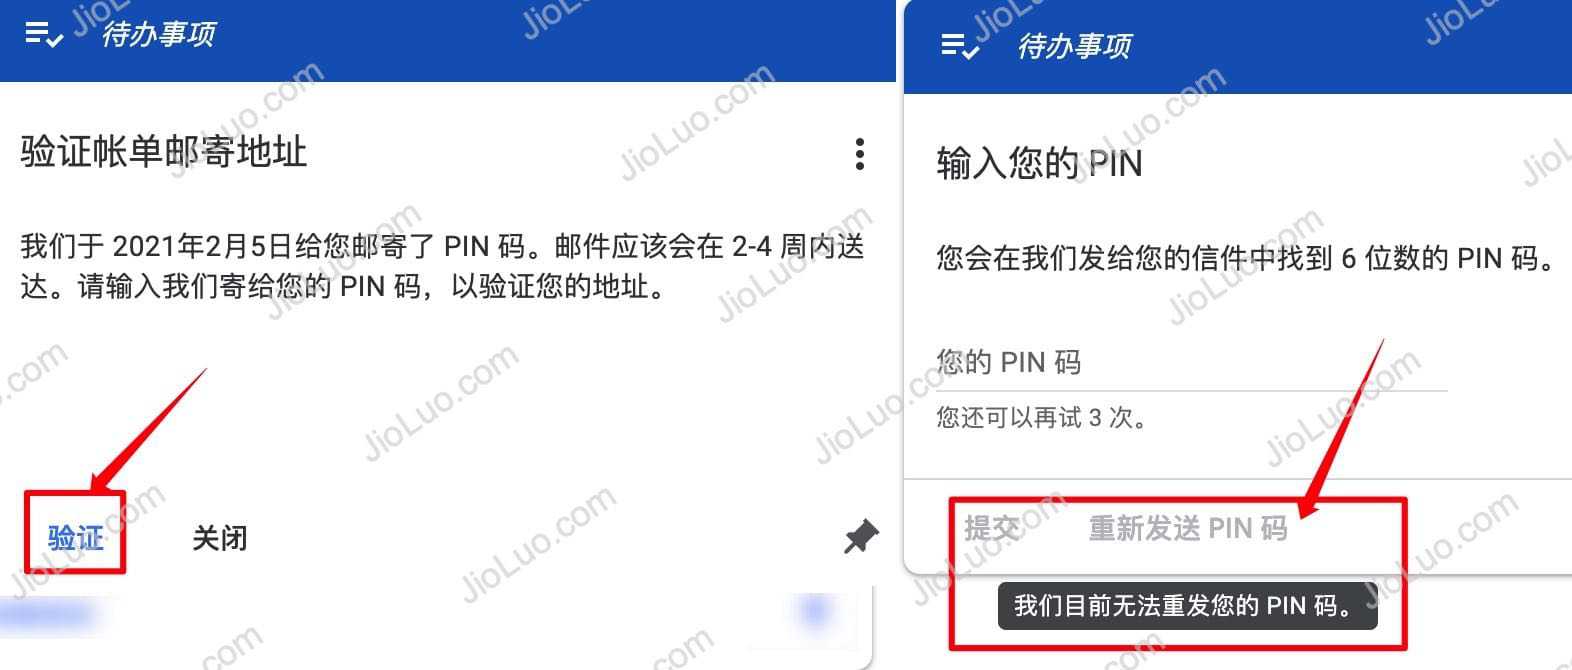 待办事项
验证帐单邮寄地址
我们于 2021年2月5日给您邮寄了 PIN 码。邮件应该会在 2-4 周内送
达。请输入我们寄给您的 PIN 码，以验证您的地址。
验证
关闭
待办事项
输入您的 PIN
您会在我们发给您的信件中找到 6 位数的 PIN 码。
您的 PIN 码
您还可以再试 3 次。
提交
重新发送 PIN 码
我们目前无法重发您的 PIN 码。
JioLuo.com